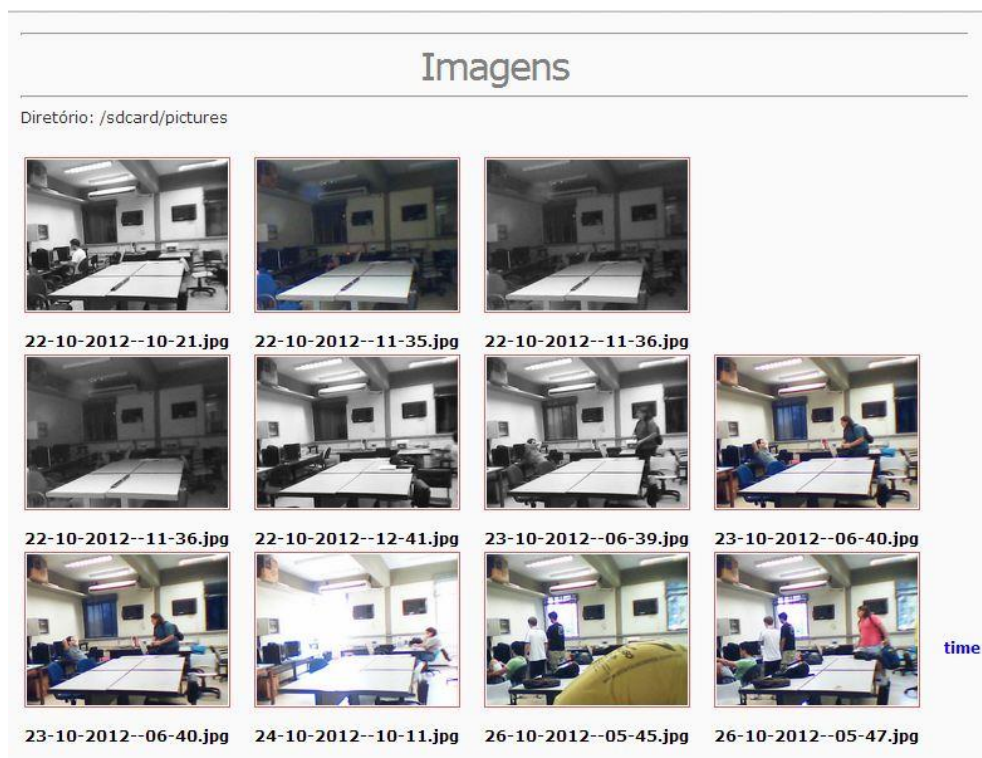 Imagens
Diretório: /sdcard/pictures
22-10-2012--10-21.jpg 22-10-2012--11-35.jpg 22-10-2012--11-36.jpg
22-10-2012--11-36.jpg 22-10-2012--12-41.jpg 23-10-2012--06-39.jpg 23-10-2012--06-40.jpg
time
23-10-2012--06-40.jpg 24-10-2012--10-11.jpg 26-10-2012--05-45.jpg 26-10-2012--05-47.jpg